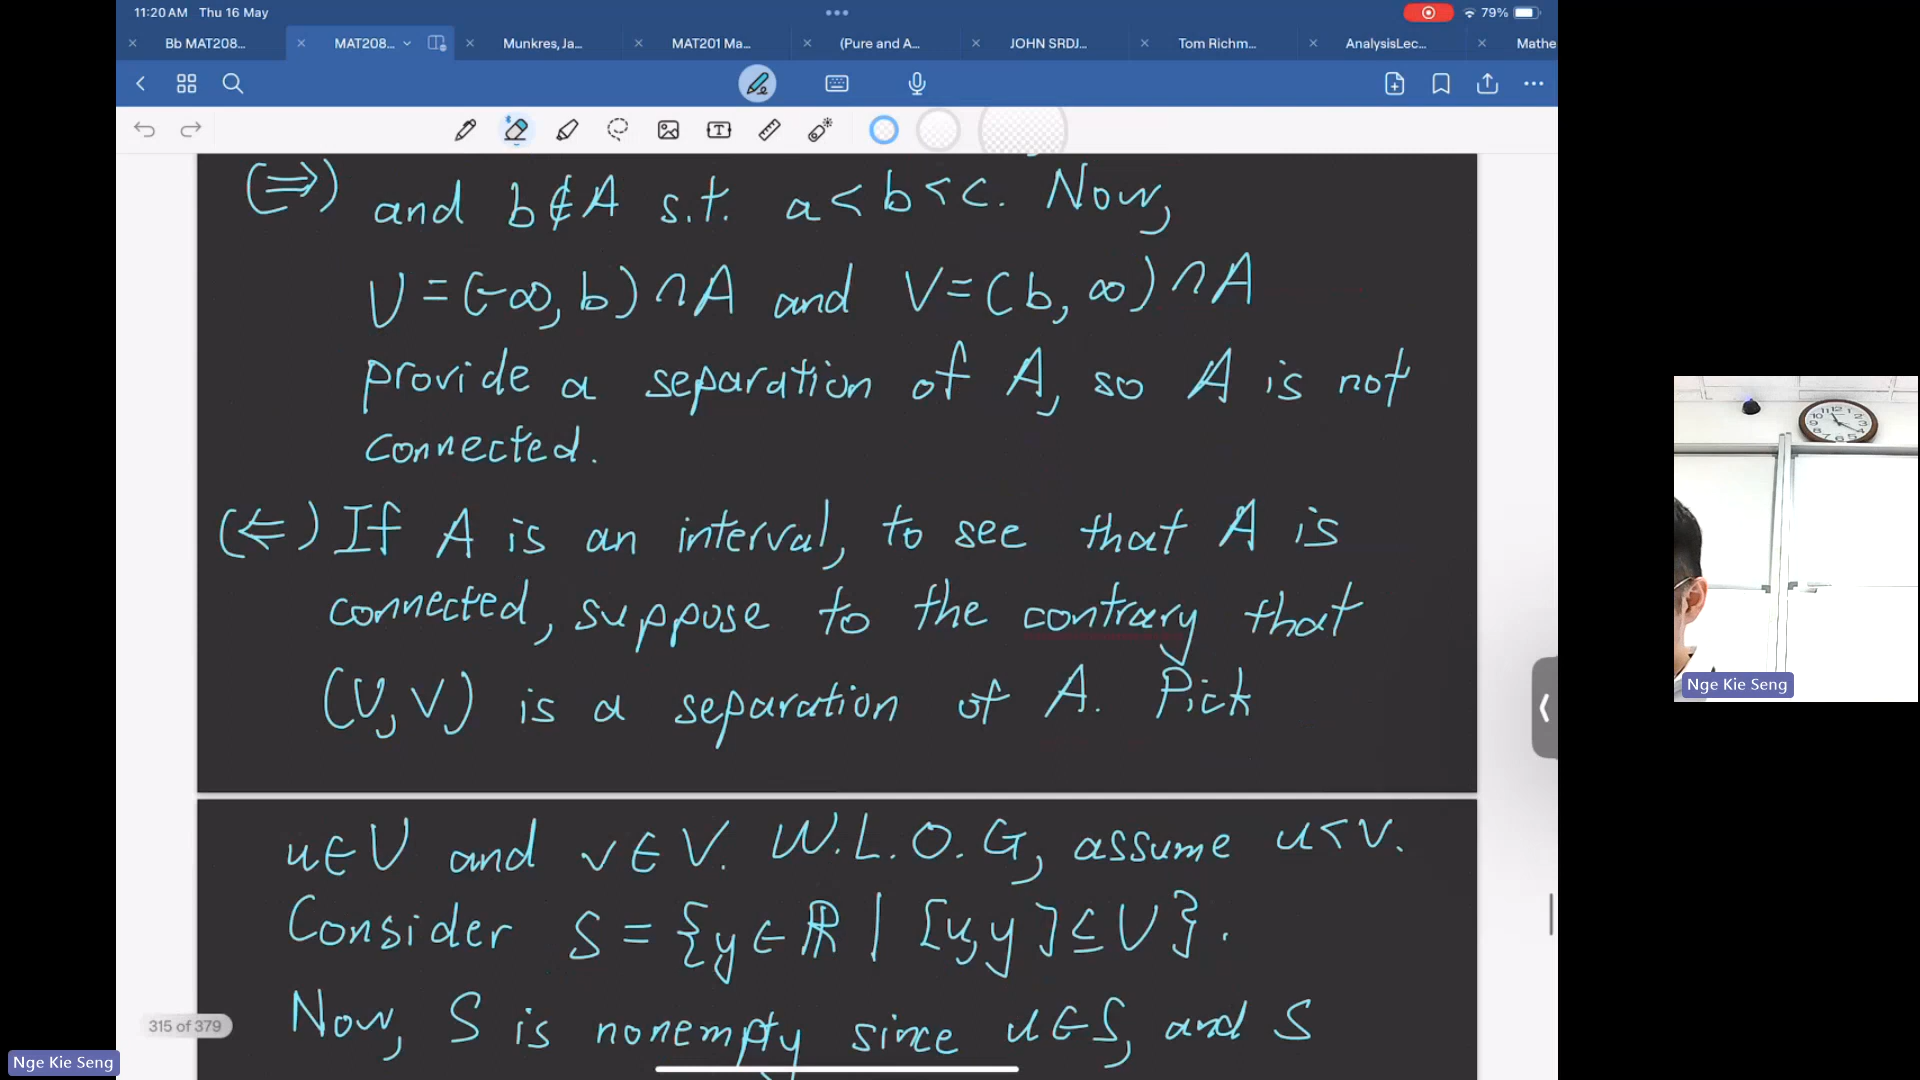 11:20 AM Thu 16 May
79%
Bb MAT208...
MAT208...
Munkres, Ja...
MAT201 Ma...
(Pure and A...
JOHN SRDJ...
Tom Richm...
AnalysisLec...
Mathe
(⇒) and b∉A s.t. a<b<c. Now,
U=(-∞, b)∩A and V=(b, ∞)∩A
provide a separation of A, so A is not
connected.
(⇐) If A is an interval, to see that A is
connected, suppose to the contrary that
(U, V) is a separation of A. Pick
u∈U and v∈V. W.L.O.G, assume u<v.
Consider S = {y∈ℝ | [u,y]⊆U}.
Now, S is nonempty since u∈S, and S
315 of 379
Nge Kie Seng
Nge Kie Seng